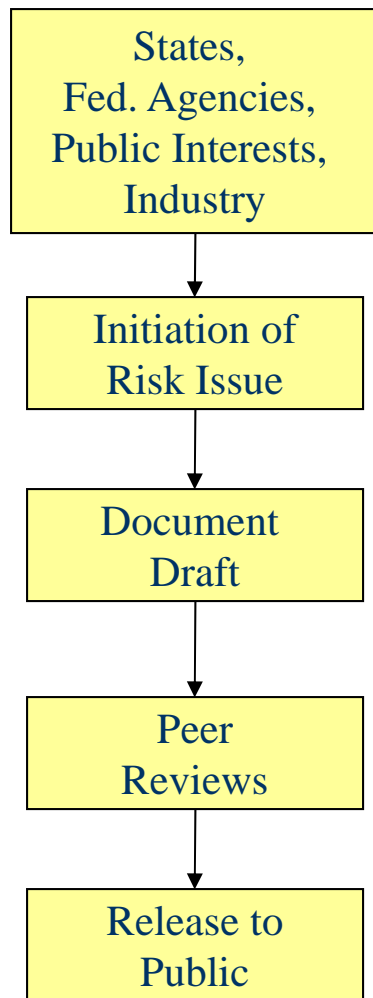 States,
Fed. Agencies,
Public Interests,
Industry
Initiation of
Risk Issue
Document
Draft
Peer
Reviews
Release to
Public